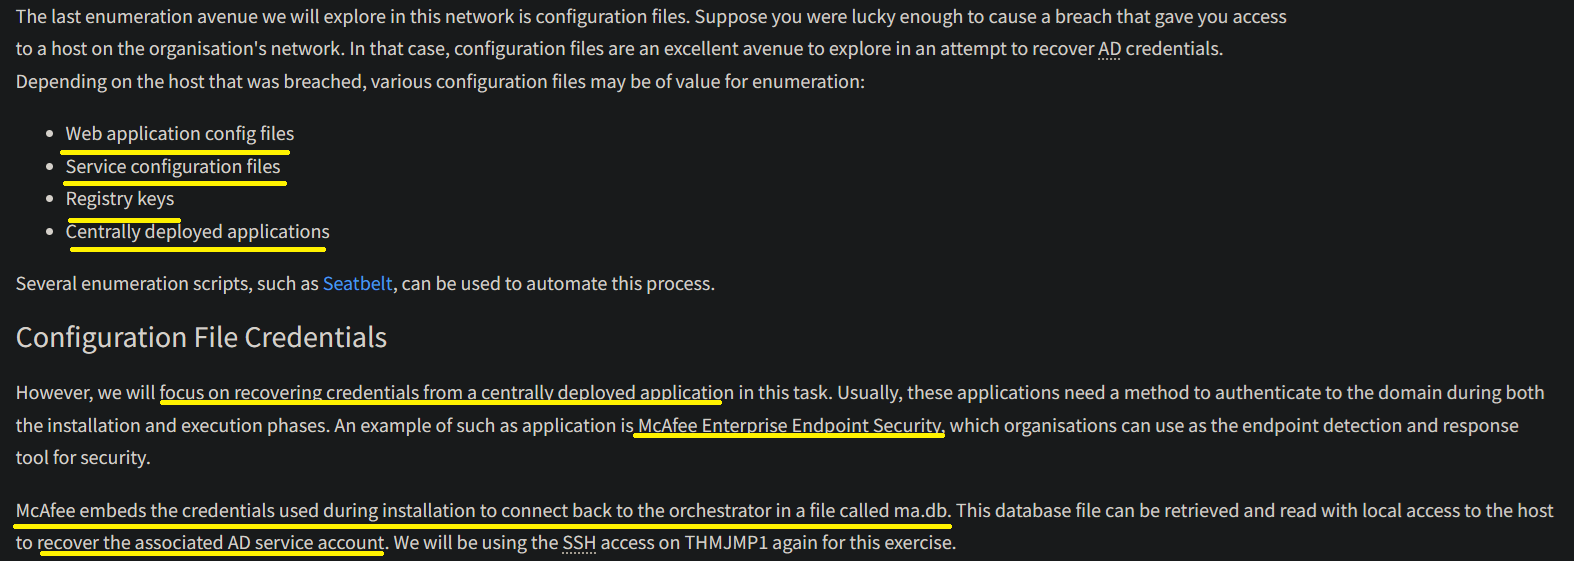 The last enumeration avenue we will explore in this network is configuration files. Suppose you were lucky enough to cause a breach that gave you access
to a host on the organisation's network. In that case, configuration files are an excellent avenue to explore in an attempt to recover AD credentials.
Depending on the host that was breached, various configuration files may be of value for enumeration:
• Web application config files
• Service configuration files
• Registry keys
• Centrally deployed applications
Several enumeration scripts, such as Seatbelt, can be used to automate this process.
Configuration File Credentials
However, we will focus on recovering credentials from a centrally deployed application in this task. Usually, these applications need a method to authenticate to the domain during both
the installation and execution phases. An example of such as application is McAfee Enterprise Endpoint Security, which organisations can use as the endpoint detection and response
tool for security.
McAfee embeds the credentials used during installation to connect back to the orchestrator in a file called ma.db. This database file can be retrieved and read with local access to the host
to recover the associated AD service account. We will be using the SSH access on THMJMP1 again for this exercise.